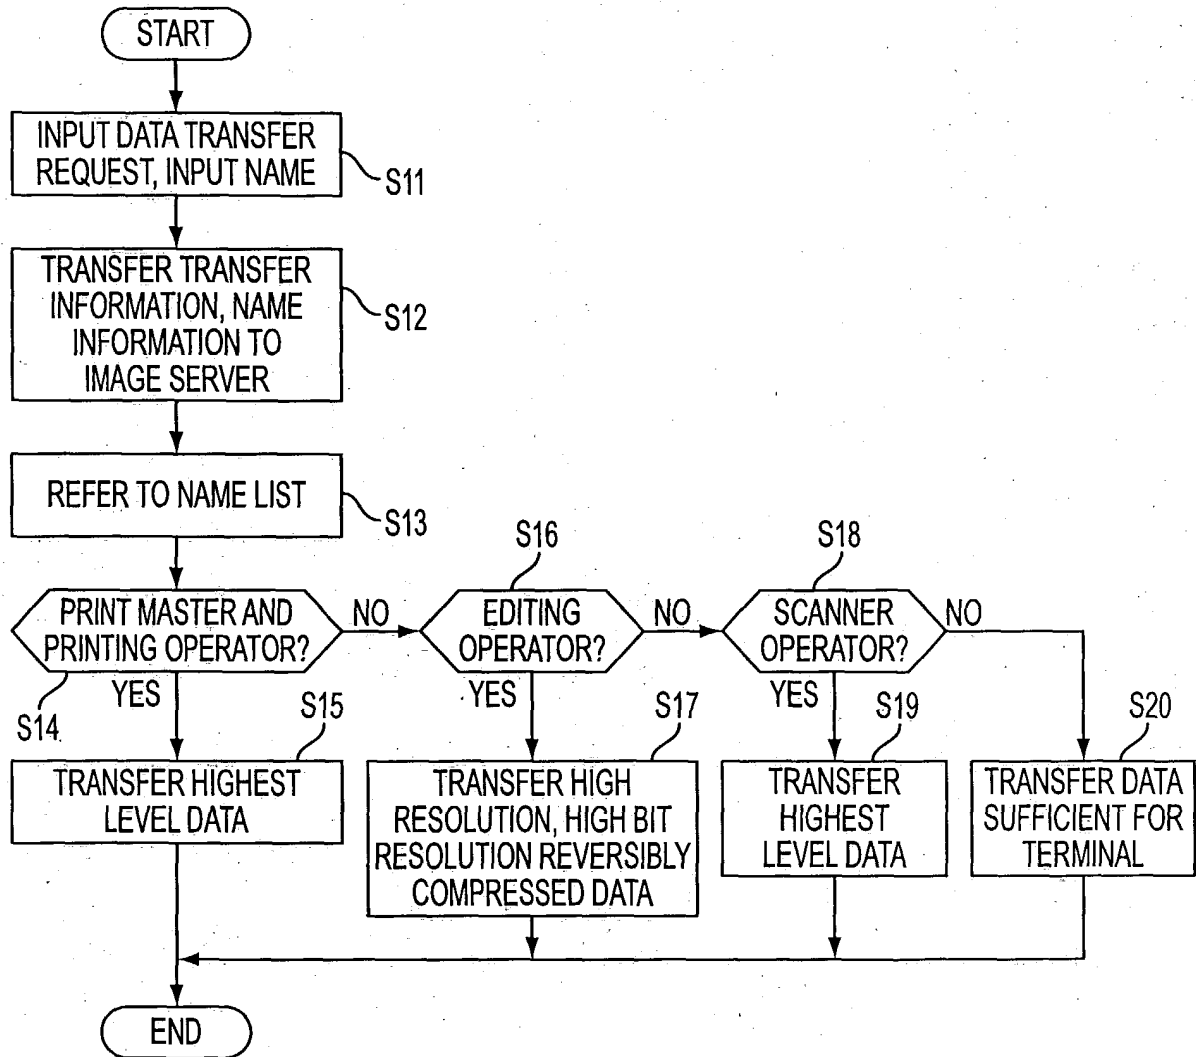 START
INPUT DATA TRANSFER
REQUEST, INPUT NAME
S11
TRANSFER TRANSFER
INFORMATION, NAME
INFORMATION TO
IMAGE SERVER
S12
REFER TO NAME LIST
S13
PRINT MASTER AND
PRINTING OPERATOR?
S14
NO
YES
S16
EDITING
OPERATOR?
NO
YES
S18
SCANNER
OPERATOR?
NO
YES
S15
TRANSFER HIGHEST
LEVEL DATA
S17
TRANSFER HIGH
RESOLUTION, HIGH BIT
RESOLUTION REVERSIBLY
COMPRESSED DATA
S19
TRANSFER
HIGHEST
LEVEL DATA
S20
TRANSFER DATA
SUFFICIENT FOR
TERMINAL
END